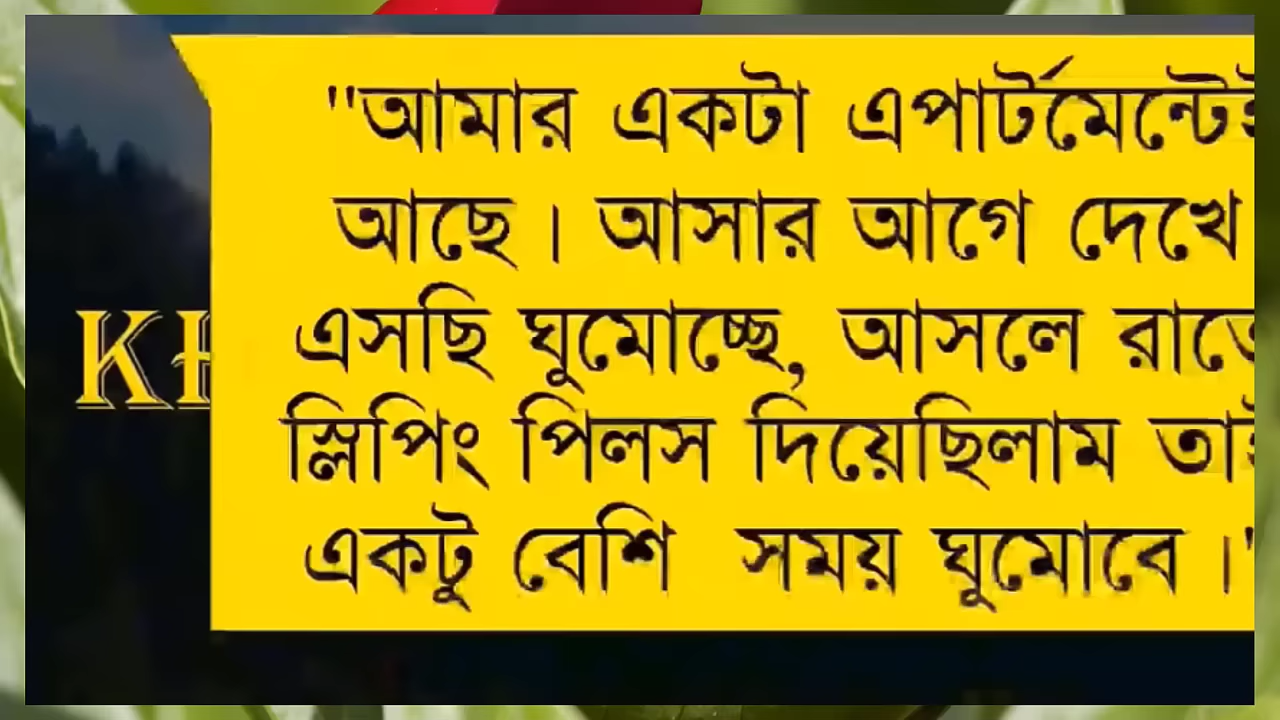 "আমার একটা এপার্টমেন্টেই
আছে। আসার আগে দেখে
এসছি ঘুমোচ্ছে, আসলে রাতে
স্লিপিং পিলস দিয়েছিলাম তাই
একটু বেশি সময় ঘুমোবে।"